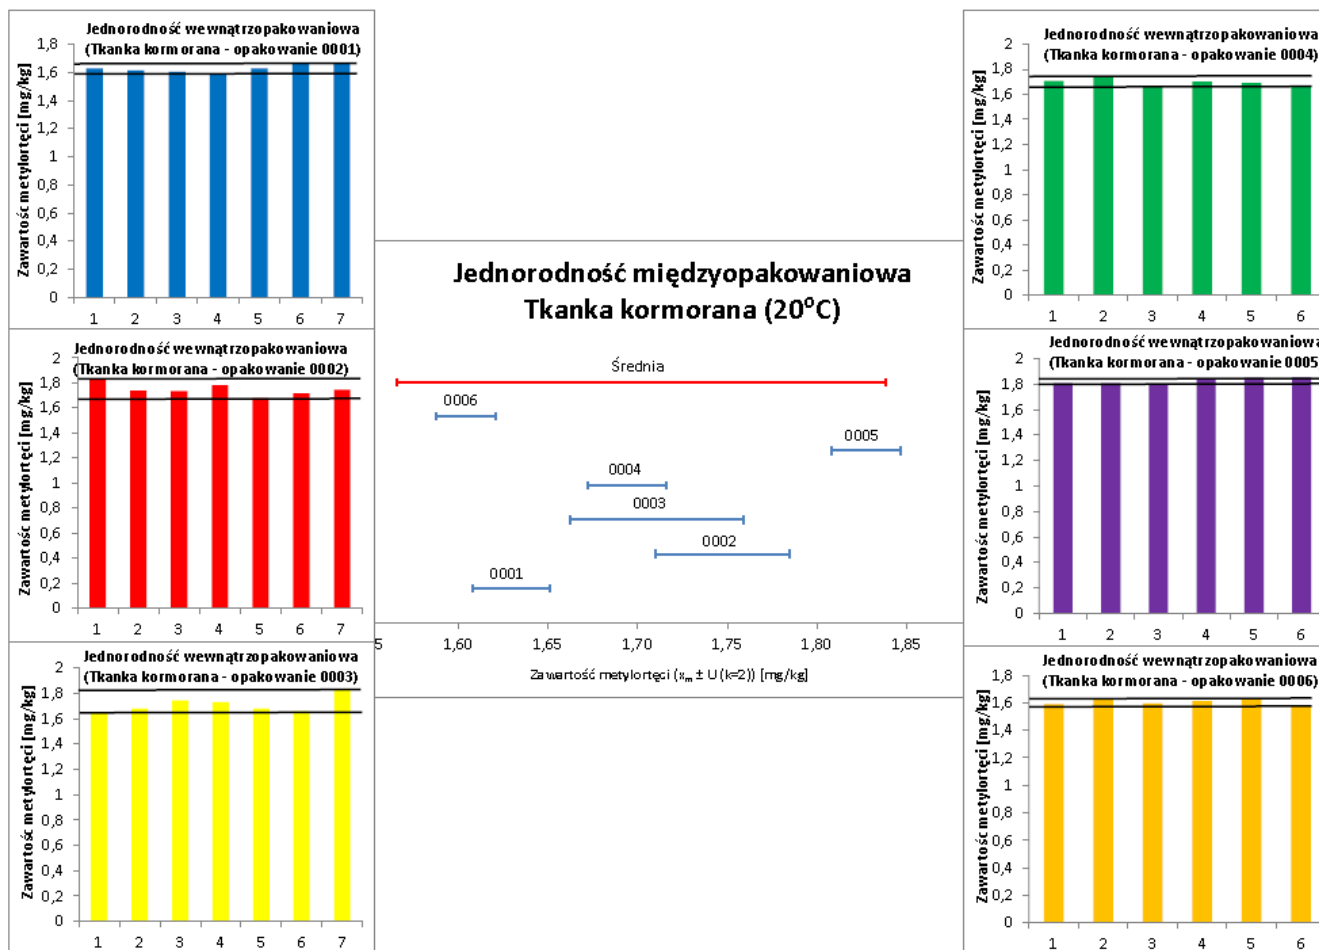 Jednorodność wewnątrzopakowaniowa
(Tkanka kormorana - opakowanie 0001)
Zawartośc metylortęci [mg/kg]
1,8
1,6
1,4
1,2
1
0,8
0,6
0,4
0,2
0
1 2 3 4 5 6 7
Jednorodność wewnątrzopakowaniowa
(Tkanka kormorana - opakowanie 0002)
Zawartośc metylortęci [mg/kg]
2
1,8
1,6
1,4
1,2
1
0,8
0,6
0,4
0,2
0
1 2 3 4 5 6 7
Jednorodność wewnątrzopakowaniowa
(Tkanka kormorana - opakowanie 0003)
Zawartośc metylortęci [mg/kg]
2
1,8
1,6
1,4
1,2
1
0,8
0,6
0,4
0,2
0
1 2 3 4 5 6 7
Jednorodność międzyopakowaniowa
Tkanka kormorana (20°C)
Średnia
0006
0005
0004
0003
0002
0001
5 1,60 1,65 1,70 1,75 1,80 1,85
Zawartość metylortęci (xₘ ± U (k=2)) [mg/kg]
Jednorodność wewnątrzopakowaniowa
(Tkanka kormorana - opakowanie 0004)
Zawartośc metylortęci [mg/kg]
2
1,8
1,6
1,4
1,2
1
0,8
0,6
0,4
0,2
0
1 2 3 4 5 6
Jednorodność wewnątrzopakowaniowa
(Tkanka kormorana - opakowanie 0005
Zawartośc metylortęci [mg/kg]
2
1,8
1,6
1,4
1,2
1
0,8
0,6
0,4
0,2
0
1 2 3 4 5 6
Jednorodność wewnątrzopakowaniowa
(Tkanka kormorana - opakowanie 0006)
Zawartośc metylortęci [mg/kg]
1,8
1,6
1,4
1,2
1
0,8
0,6
0,4
0,2
0
1 2 3 4 5 6